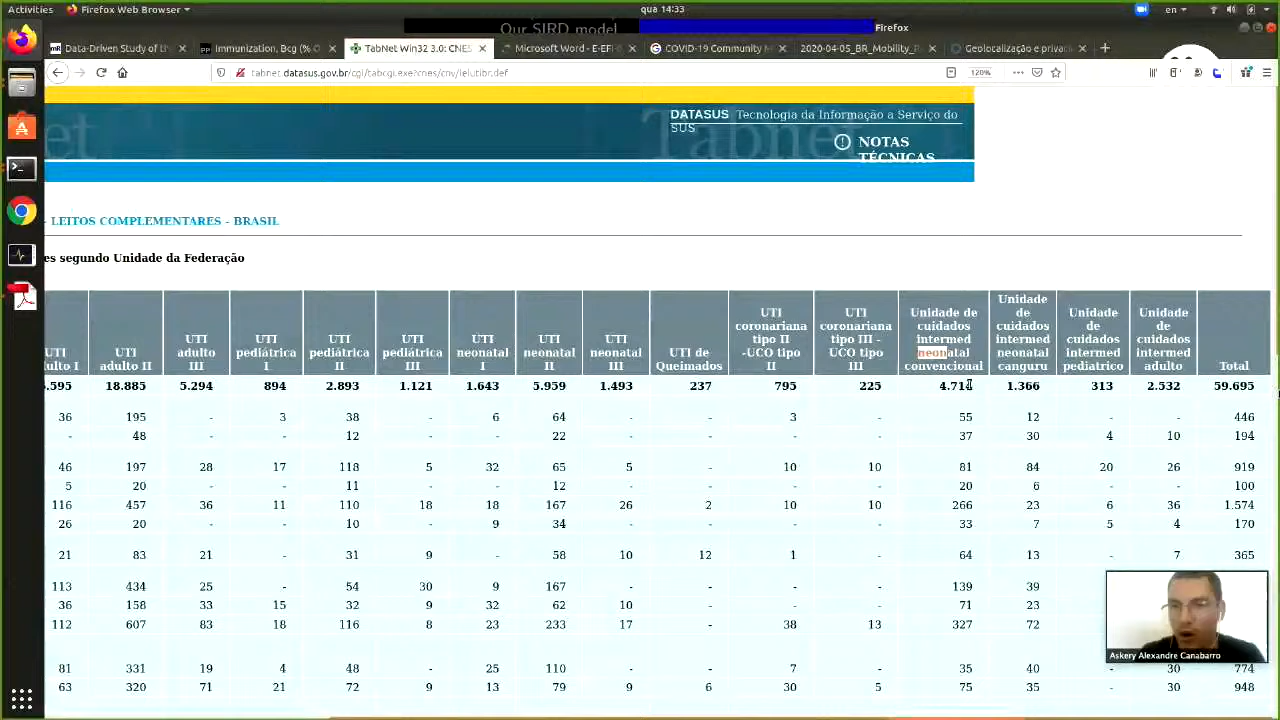 Activities Firefox Web Browser qua 14:33 en
Our SIRD model
Firefox
Data-Driven Study of t
Immunization, Bcg (% o
TabNet Win32 3.0: CNES
Microsoft Word - E-EFI
COVID-19 Community M
2020-04-05_BR_Mobility_R
Geolocalização e privac
tabnet.datasus.gov.br/cgi/tabcgi.exe?cnes/cnv/leiutibr.def 120%
DATASUS Tecnologia da Informação a Serviço do
SUS
NOTAS
TÉCNICAS
- LEITOS COMPLEMENTARES - BRASIL
es segundo Unidade da Federação
UTI
ulto I
UTI
adulto II
UTI
adulto
III
UTI
pediátrica
I
UTI
pediátrica
II
UTI
pediátrica
III
UTI
neonatal
I
UTI
neonatal
II
UTI
neonatal
III
UTI de
Queimados
UTI
coronariana
tipo II
-UCO tipo
II
UTI
coronariana
tipo III -
UCO tipo
III
Unidade de
cuidados
intermed
neonatal
convencional
Unidade
de
cuidados
intermed
neonatal
canguru
Unidade
de
cuidados
intermed
pediatrico
Unidade
de
cuidados
intermed
adulto
Total
.595 18.885 5.294 894 2.893 1.121 1.643 5.959 1.493 237 795 225 4.714 1.366 313 2.532 59.695
36 195 - 3 38 - 6 64 - - 3 - 55 12 - - 446
- 48 - - 12 - - 22 - - - - 37 30 4 10 194
46 197 28 17 118 5 32 65 5 - 10 10 81 84 20 26 919
5 20 - - 11 - - 12 - - - - 20 6 - - 100
116 457 36 11 110 18 18 167 26 2 10 10 266 23 6 36 1.574
26 20 - - 10 - 9 34 - - - - 33 7 5 4 170
21 83 21 - 31 9 - 58 10 12 1 - 64 13 - 7 365
113 434 25 - 54 30 9 167 - - - - 139 39
36 158 33 15 32 9 32 62 10 - - - 71 23
112 607 83 18 116 8 23 233 17 - 38 13 327 72
81 331 19 4 48 - 25 110 - - 7 - 35 40 - 30 774
63 320 71 21 72 9 13 79 9 6 30 5 75 35 - 30 948
Askery Alexandre Canabarro